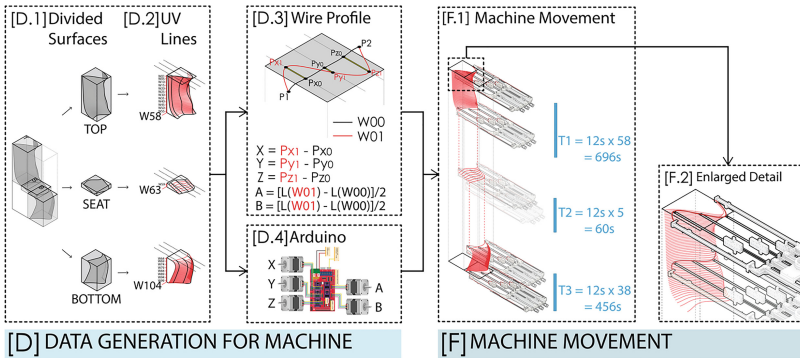 [D.1] Divided
Surfaces
[D.2] UV
Lines
W58
TOP
W63
SEAT
W104
BOTTOM
[D.3] Wire Profile
P2
Pz0
Px1
Py0
Pz1
Py1
Px0
P1
W00
W01
X = Px1 - Px0
Y = Py1 - Py0
Z = Pz1 - Pz0
A = [L(W01) - L(W00)]/2
B = [L(W01) - L(W00)]/2
[D.4] Arduino
X
Y
Z
A
B
[D] DATA GENERATION FOR MACHINE
[F.1] Machine Movement
T1 = 12s x 58
= 696s
T2 = 12s x 5
= 60s
T3 = 12s x 38
= 456s
[F.2] Enlarged Detail
[F] MACHINE MOVEMENT